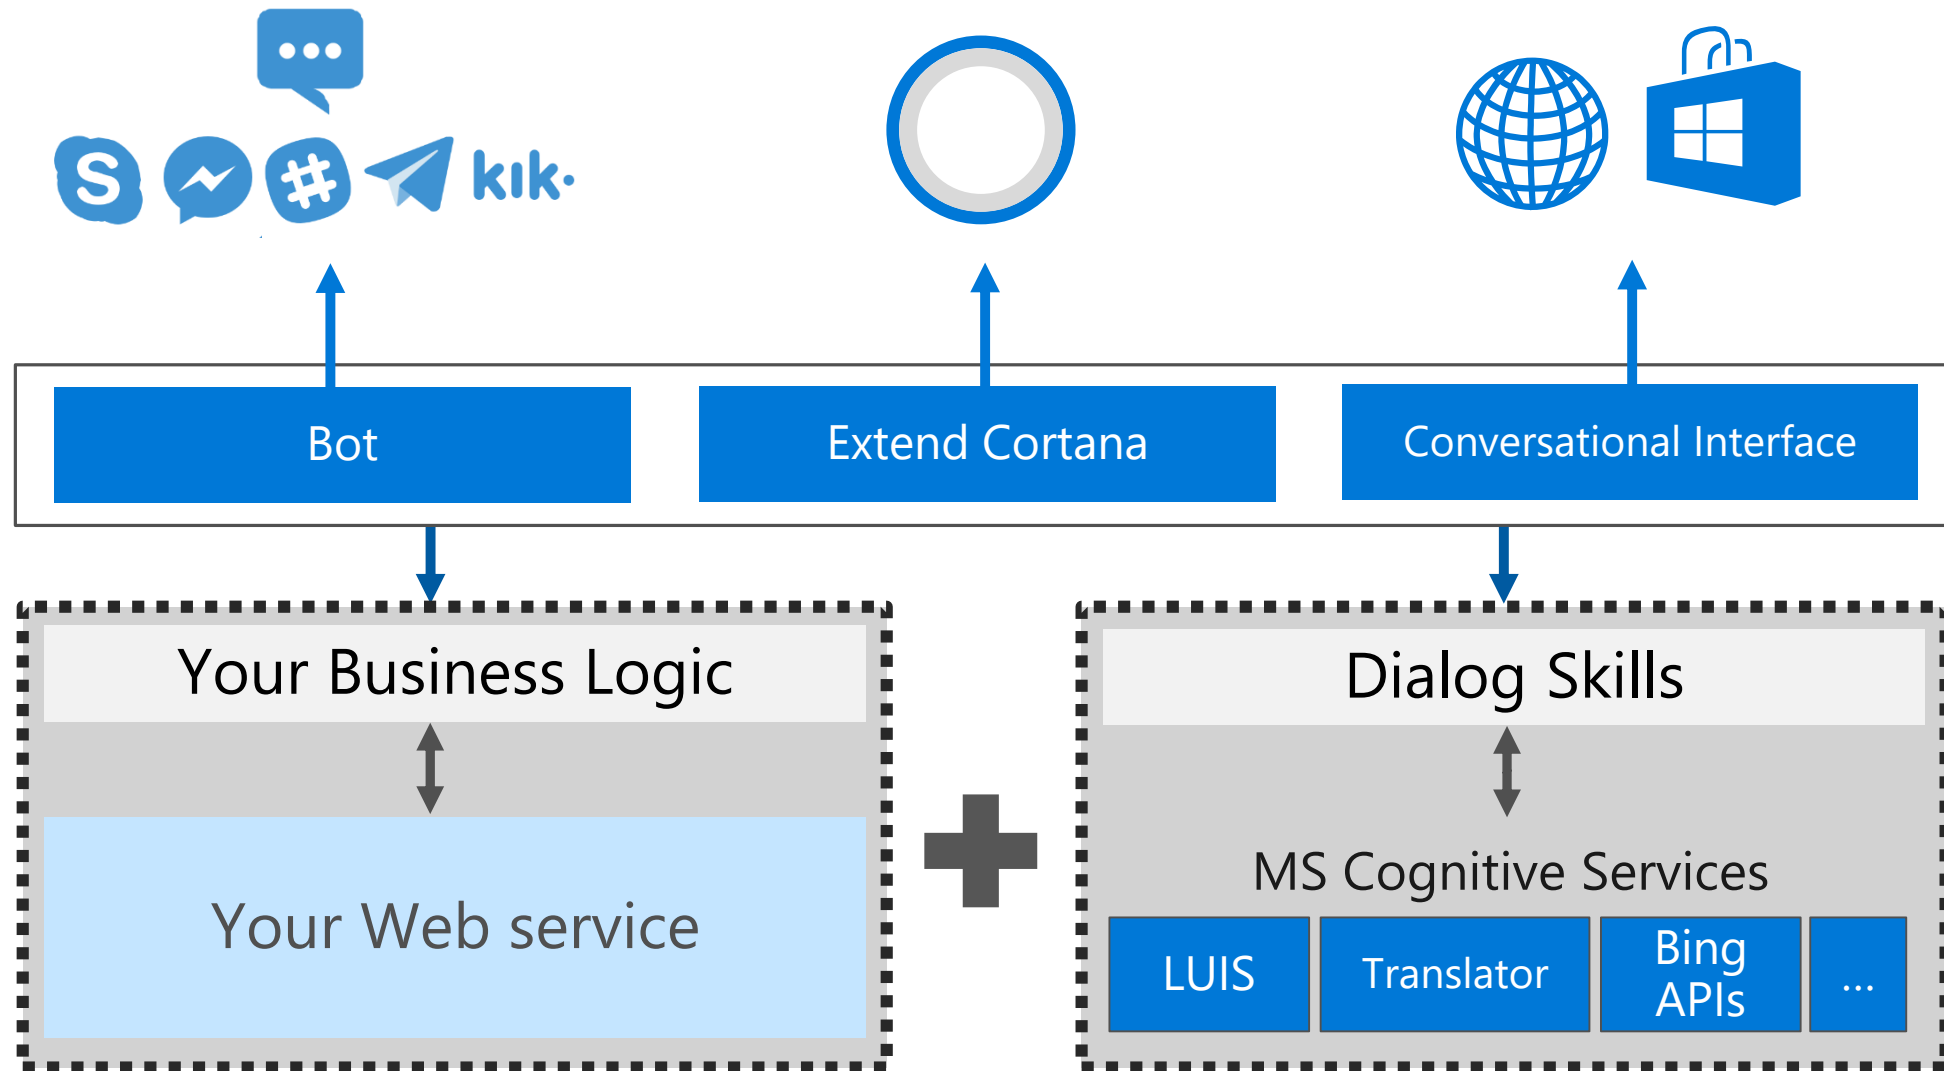 S
kık·
Bot
Extend Cortana
Conversational Interface
Your Business Logic
Dialog Skills
Your Web service
MS Cognitive Services
LUIS
Translator
Bing
APIs
...